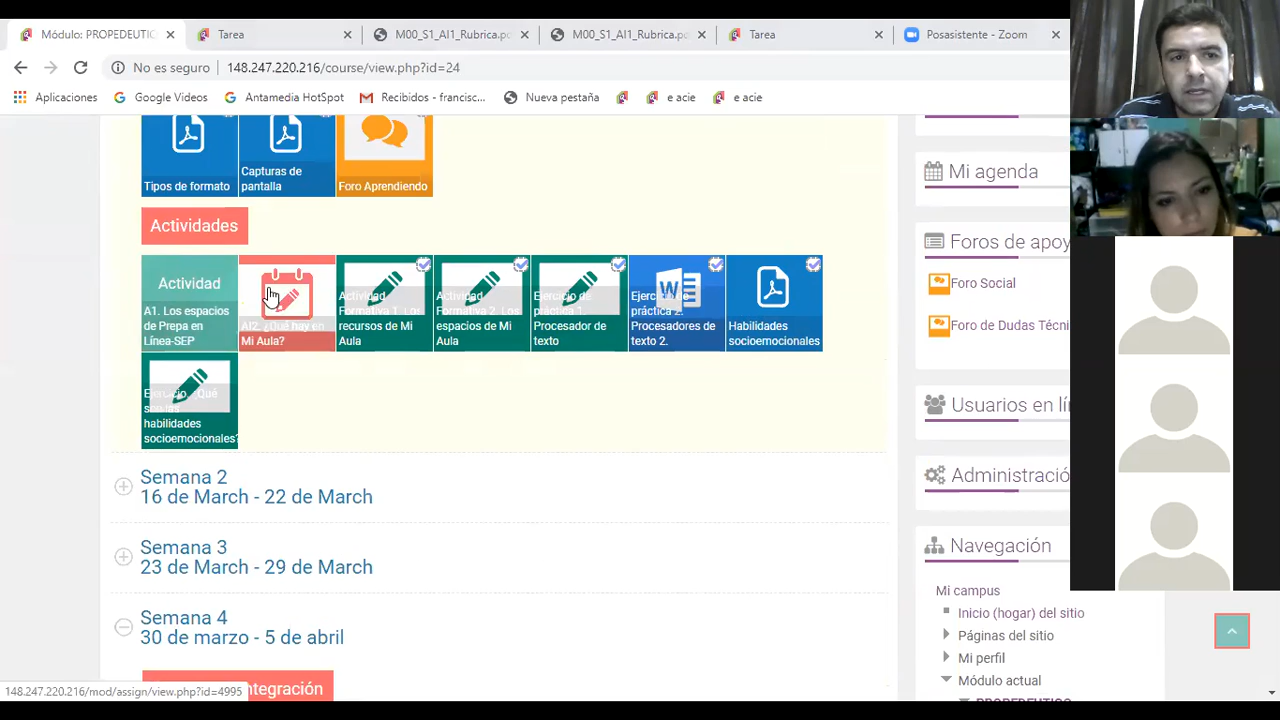 Módulo: PROPEDEUTIC
Tarea
M00_S1_AI1_Rubrica.pd
M00_S1_AI1_Rubrica.pd
Tarea
Posasistente - Zoom
No es seguro
148.247.220.216/course/view.php?id=24
Aplicaciones
Google Videos
Antamedia HotSpot
Recibidos - francisc...
Nueva pestaña
e acie
e acie
Tipos de formato
Capturas de
pantalla
Foro Aprendiendo
Actividades
Actividad
A1. Los espacios
de Prepa en
Línea-SEP
AI2. ¿Qué hay en
Mi Aula?
Actividad
Formativa 1. Los
recursos de Mi
Aula
Actividad
Formativa 2. Los
espacios de Mi
Aula
Ejercicio de
práctica 1.
Procesador de
texto
Ejercicio de
práctica 2.
Procesadores de
texto 2.
Habilidades
socioemocionales
Ejercicio. ¿Qué
son las
habilidades
socioemocionales?
Semana 2
16 de March - 22 de March
Semana 3
23 de March - 29 de March
Semana 4
30 de marzo - 5 de abril
ntegración
Mi agenda
Foros de apoy
Foro Social
Foro de Dudas Técni
Usuarios en lí
Administració
Navegación
Mi campus
Inicio (hogar) del sitio
Páginas del sitio
Mi perfil
Módulo actual
PROPEDEUTICO
148.247.220.216/mod/assign/view.php?id=4995